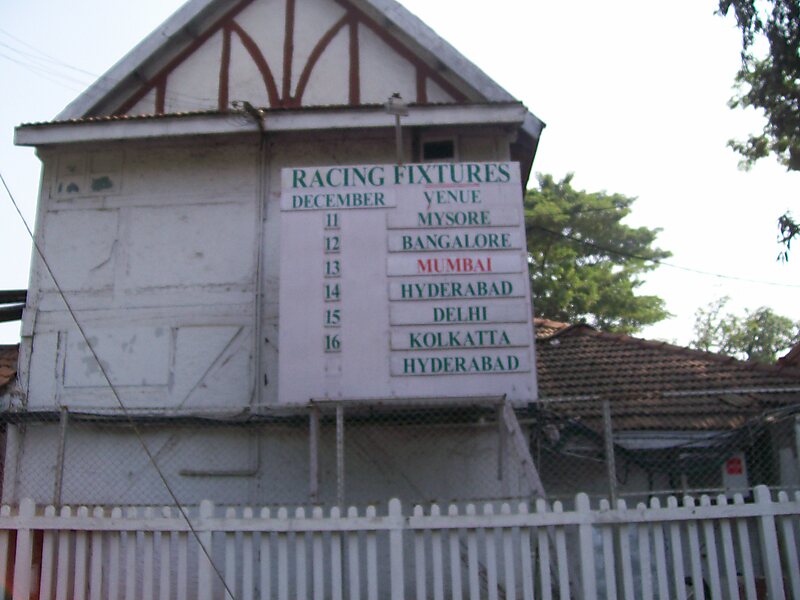 RACING FIXTURES
DECEMBER VENUE
11 MYSORE
12 BANGALORE
13 MUMBAI
14 HYDERABAD
15 DELHI
16 KOLKATTA
HYDERABAD